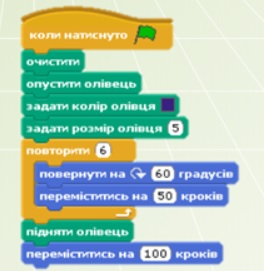 коли натиснуто
очистити
опустити олівець
задати колір олівця
задати розмір олівця 5
повторити 6
повернути на 60 градусів
переміститись на 50 кроків
підняти олівець
переміститись на 100 кроків